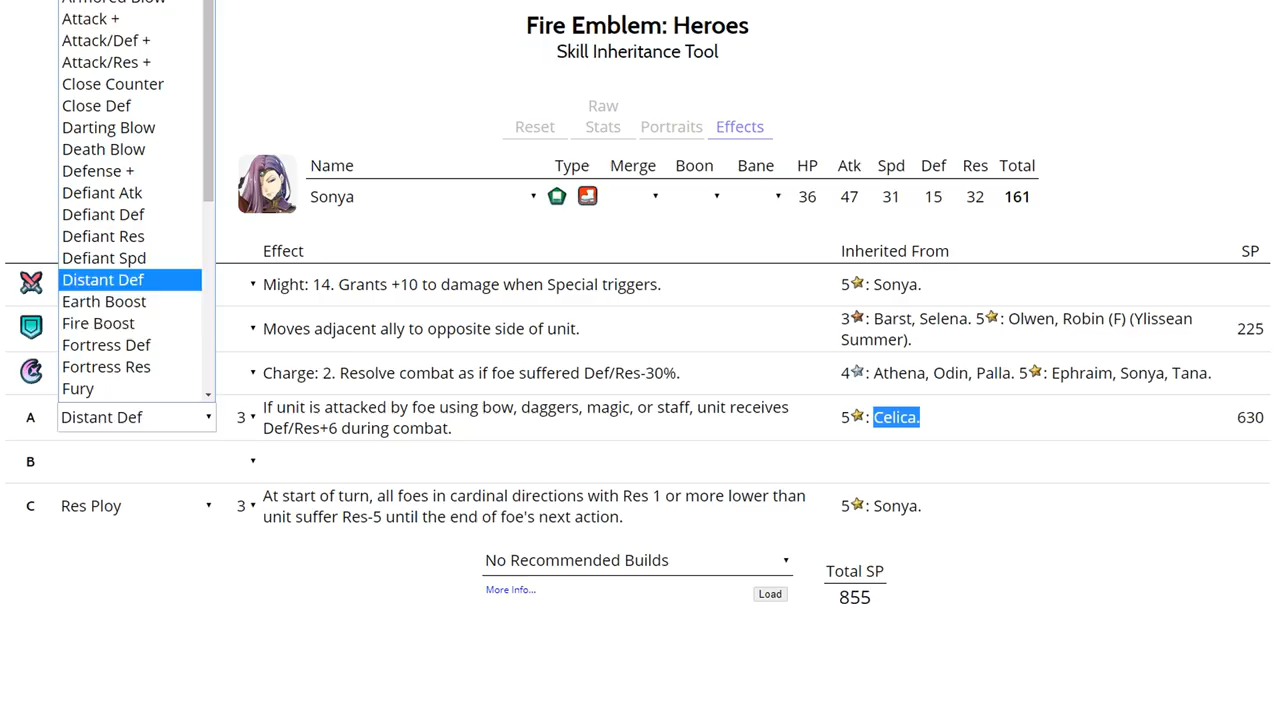 Fire Emblem: Heroes
Skill Inheritance Tool
Reset
Raw
Stats
Portraits
Effects
Name Type Merge Boon Bane HP Atk Spd Def Res Total
Sonya 36 47 31 15 32 161
Armored Blow
Attack +
Attack/Def +
Attack/Res +
Close Counter
Close Def
Darting Blow
Death Blow
Defense +
Defiant Atk
Defiant Def
Defiant Res
Defiant Spd
Distant Def
Earth Boost
Fire Boost
Fortress Def
Fortress Res
Fury
Effect Inherited From SP
Might: 14. Grants +10 to damage when Special triggers. 5: Sonya.
Moves adjacent ally to opposite side of unit.
3: Barst, Selena. 5: Olwen, Robin (F) (Ylissean
Summer).
225
Charge: 2. Resolve combat as if foe suffered Def/Res-30%. 4: Athena, Odin, Palla. 5: Ephraim, Sonya, Tana.
A Distant Def 3
If unit is attacked by foe using bow, daggers, magic, or staff, unit receives
Def/Res+6 during combat.
5: Celica. 630
B
C Res Ploy 3
At start of turn, all foes in cardinal directions with Res 1 or more lower than
unit suffer Res-5 until the end of foe's next action.
5: Sonya.
No Recommended Builds
More Info...
Load
Total SP
855